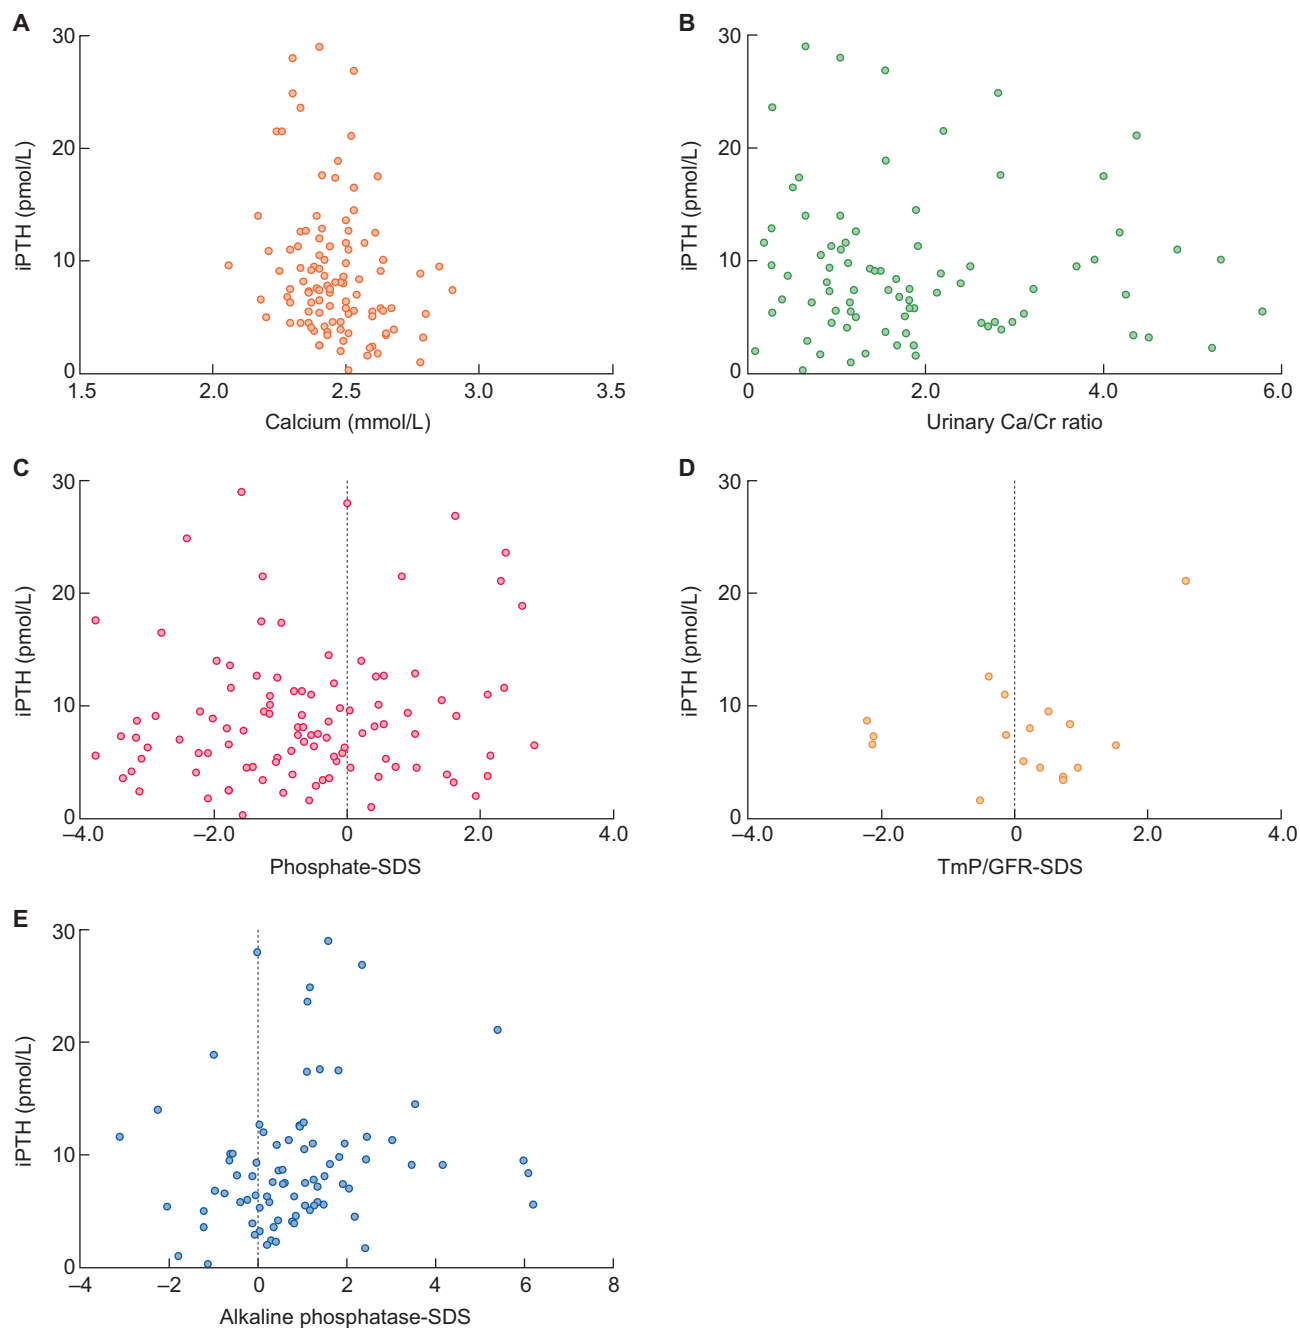 A
30
20
10
0
iPTH (pmol/L)
1.5 2.0 2.5 3.0 3.5
Calcium (mmol/L)
B
30
20
10
0
iPTH (pmol/L)
0 2.0 4.0 6.0
Urinary Ca/Cr ratio
C
30
20
10
0
iPTH (pmol/L)
–4.0 –2.0 0 2.0 4.0
Phosphate-SDS
D
30
20
10
0
iPTH (pmol/L)
–4.0 –2.0 0 2.0 4.0
TmP/GFR-SDS
E
30
20
10
0
iPTH (pmol/L)
–4 –2 0 2 4 6 8
Alkaline phosphatase-SDS